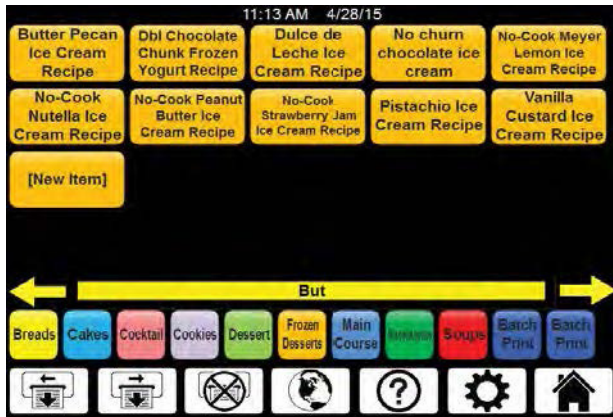 11:13 AM 4/28/15
Butter Pecan
Ice Cream
Recipe
Dbl Chocolate
Chunk Frozen
Yogurt Recipe
Dulce de
Leche Ice
Cream Recipe
No churn
chocolate ice
cream
No-Cook Meyer
Lemon Ice
Cream Recipe
No-Cook
Nutella Ice
Cream Recipe
No-Cook Peanut
Butter Ice
Cream Recipe
No-Cook
Strawberry Jam
Ice Cream Recipe
Pistachio Ice
Cream Recipe
Vanilla
Custard Ice
Cream Recipe
[New Item]
But
Breads
Cakes
Cocktail
Cookies
Dessert
Frozen
Desserts
Main
Course
Soups
Batch
Print
Batch
Print
?